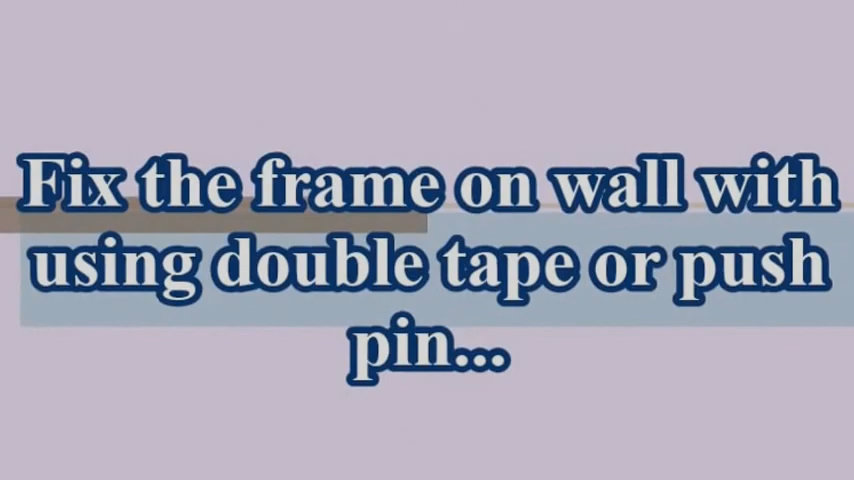 Fix the frame on wall with
using double tape or push
pin...